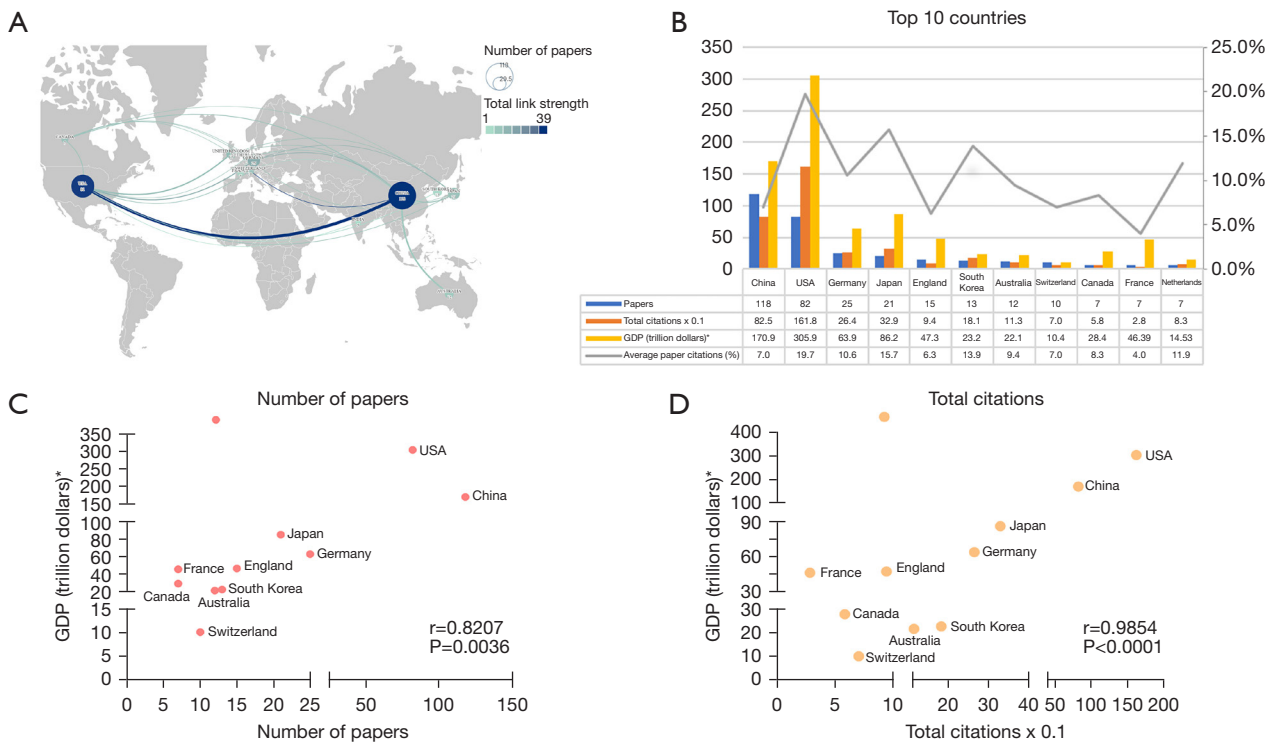 A
Number of papers
118
29.5
Total link strength
1 39
CANADA
UNITED KINGDOM
GERMANY
USA
CHINA
SOUTH KOREA
B
Top 10 countries
350 25.0%
300 20.0%
250
200 15.0%
150 10.0%
100
50 5.0%
0 0.0%
China USA Germany Japan England South Korea Australia Switzerland Canada France Netherlands
Papers 118 82 25 21 15 13 12 10 7 7 7
Total citations x 0.1 82.5 161.8 26.4 32.9 9.4 18.1 11.3 7.0 5.8 2.8 8.3
GDP (trillion dollars)* 170.9 305.9 63.9 86.2 47.3 23.2 22.1 10.4 28.4 46.39 14.53
Average paper citations (%) 7.0 19.7 10.6 15.7 6.3 13.9 9.4 7.0 8.3 4.0 11.9
C
Number of papers
GDP (trillion dollars)*
350
300
250
200
150
100
80
60
40
20
15
10
5
0
USA
China
Japan
Germany
France
England
Canada
South Korea
Australia
Switzerland
r=0.8207
P=0.0036
0 5 10 15 20 25 50 100 150
Number of papers
D
Total citations
GDP (trillion dollars)*
400
300
200
100
90
60
30
30
20
10
0
USA
China
Japan
Germany
France
England
Canada
South Korea
Australia
Switzerland
r=0.9854
P<0.0001
0 5 10 20 30 40 50 100 150 200
Total citations x 0.1